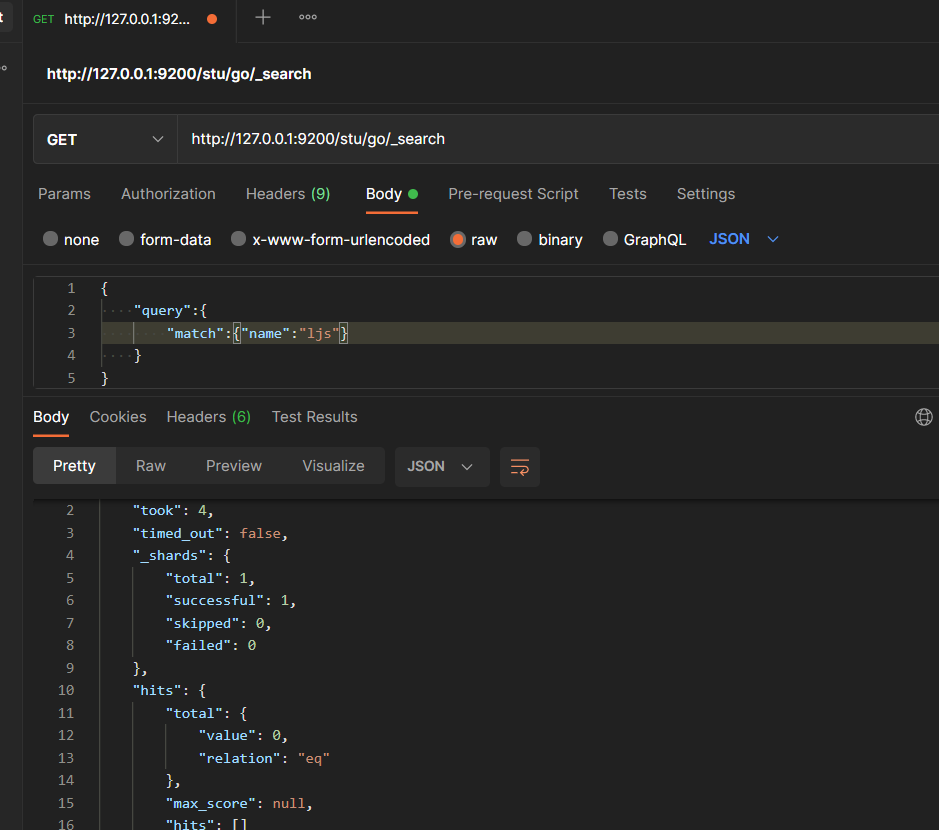 t
GET http://127.0.0.1:92...
http://127.0.0.1:9200/stu/go/_search
GET http://127.0.0.1:9200/stu/go/_search
Params Authorization Headers (9) Body Pre-request Script Tests Settings
none form-data x-www-form-urlencoded raw binary GraphQL JSON
1 {
2 ····"query":{
3 ········"match":{"name":"ljs"}
4 ····}
5 }
Body Cookies Headers (6) Test Results
Pretty Raw Preview Visualize JSON
2 "took": 4,
3 "timed_out": false,
4 "_shards": {
5 "total": 1,
6 "successful": 1,
7 "skipped": 0,
8 "failed": 0
9 },
10 "hits": {
11 "total": {
12 "value": 0,
13 "relation": "eq"
14 },
15 "max_score": null,
16 "hits": []